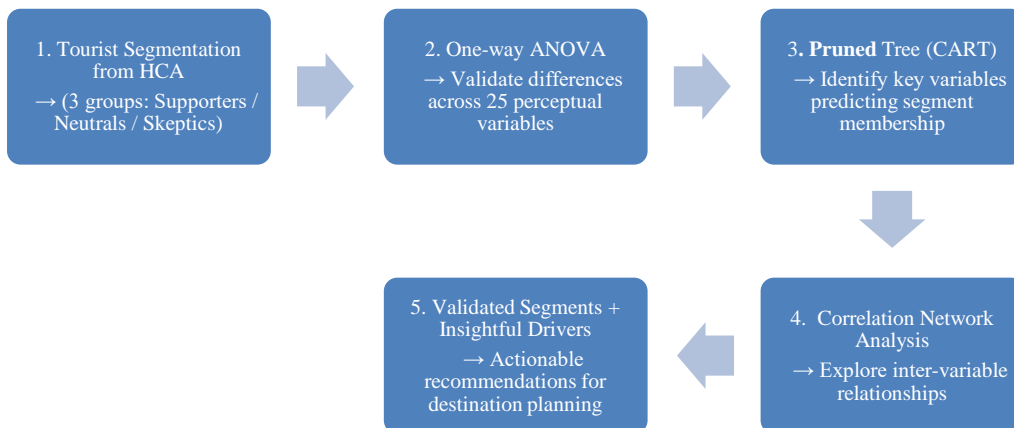 1. Tourist Segmentation
from HCA
→ (3 groups: Supporters /
Neutrals / Skeptics)
2. One-way ANOVA
→ Validate differences
across 25 perceptual
variables
3. Pruned Tree (CART)
→ Identify key variables
predicting segment
membership
4. Correlation Network
Analysis
→ Explore inter-variable
relationships
5. Validated Segments +
Insightful Drivers
→ Actionable
recommendations for
destination planning